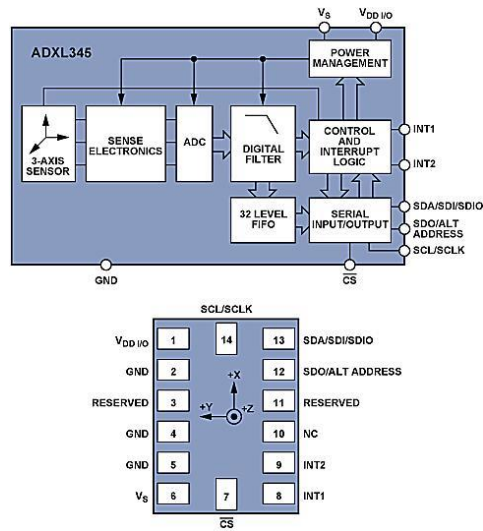 VS
VDD I/O
ADXL345
POWER
MANAGEMENT
3-AXIS
SENSOR
SENSE
ELECTRONICS
ADC
DIGITAL
FILTER
CONTROL
AND
INTERRUPT
LOGIC
INT1
INT2
32 LEVEL
FIFO
SERIAL
INPUT/OUTPUT
SDA/SDI/SDIO
SDO/ALT
ADDRESS
SCL/SCLK
GND
CS
SCL/SCLK
VDD I/O 1 14 13 SDA/SDI/SDIO
GND 2 12 SDO/ALT ADDRESS
+X
RESERVED 3 +Y +Z 11 RESERVED
GND 4 10 NC
GND 5 9 INT2
VS 6 7 8 INT1
CS